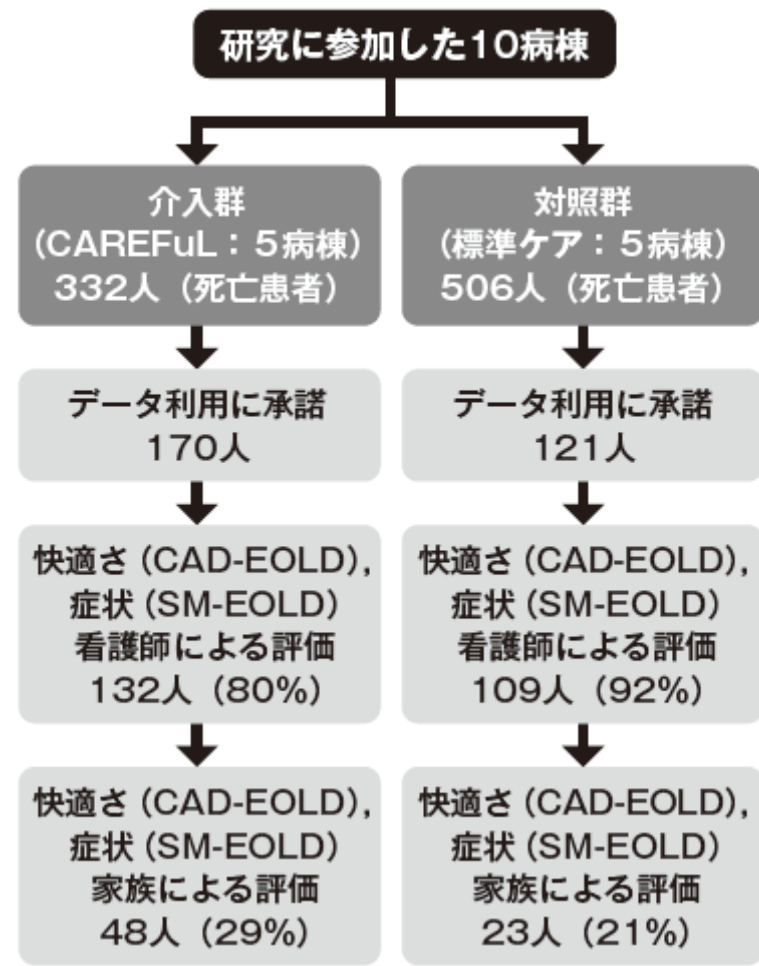 研究に参加した10病棟
介入群
(CAREFuL：5病棟)
332人（死亡患者）
対照群
(標準ケア：5病棟)
506人（死亡患者）
データ利用に承諾
170人
データ利用に承諾
121人
快適さ (CAD-EOLD),
症状 (SM-EOLD)
看護師による評価
132人（80%）
快適さ (CAD-EOLD),
症状 (SM-EOLD)
看護師による評価
109人（92%）
快適さ (CAD-EOLD),
症状 (SM-EOLD)
家族による評価
48人（29%）
快適さ (CAD-EOLD),
症状 (SM-EOLD)
家族による評価
23人（21%）